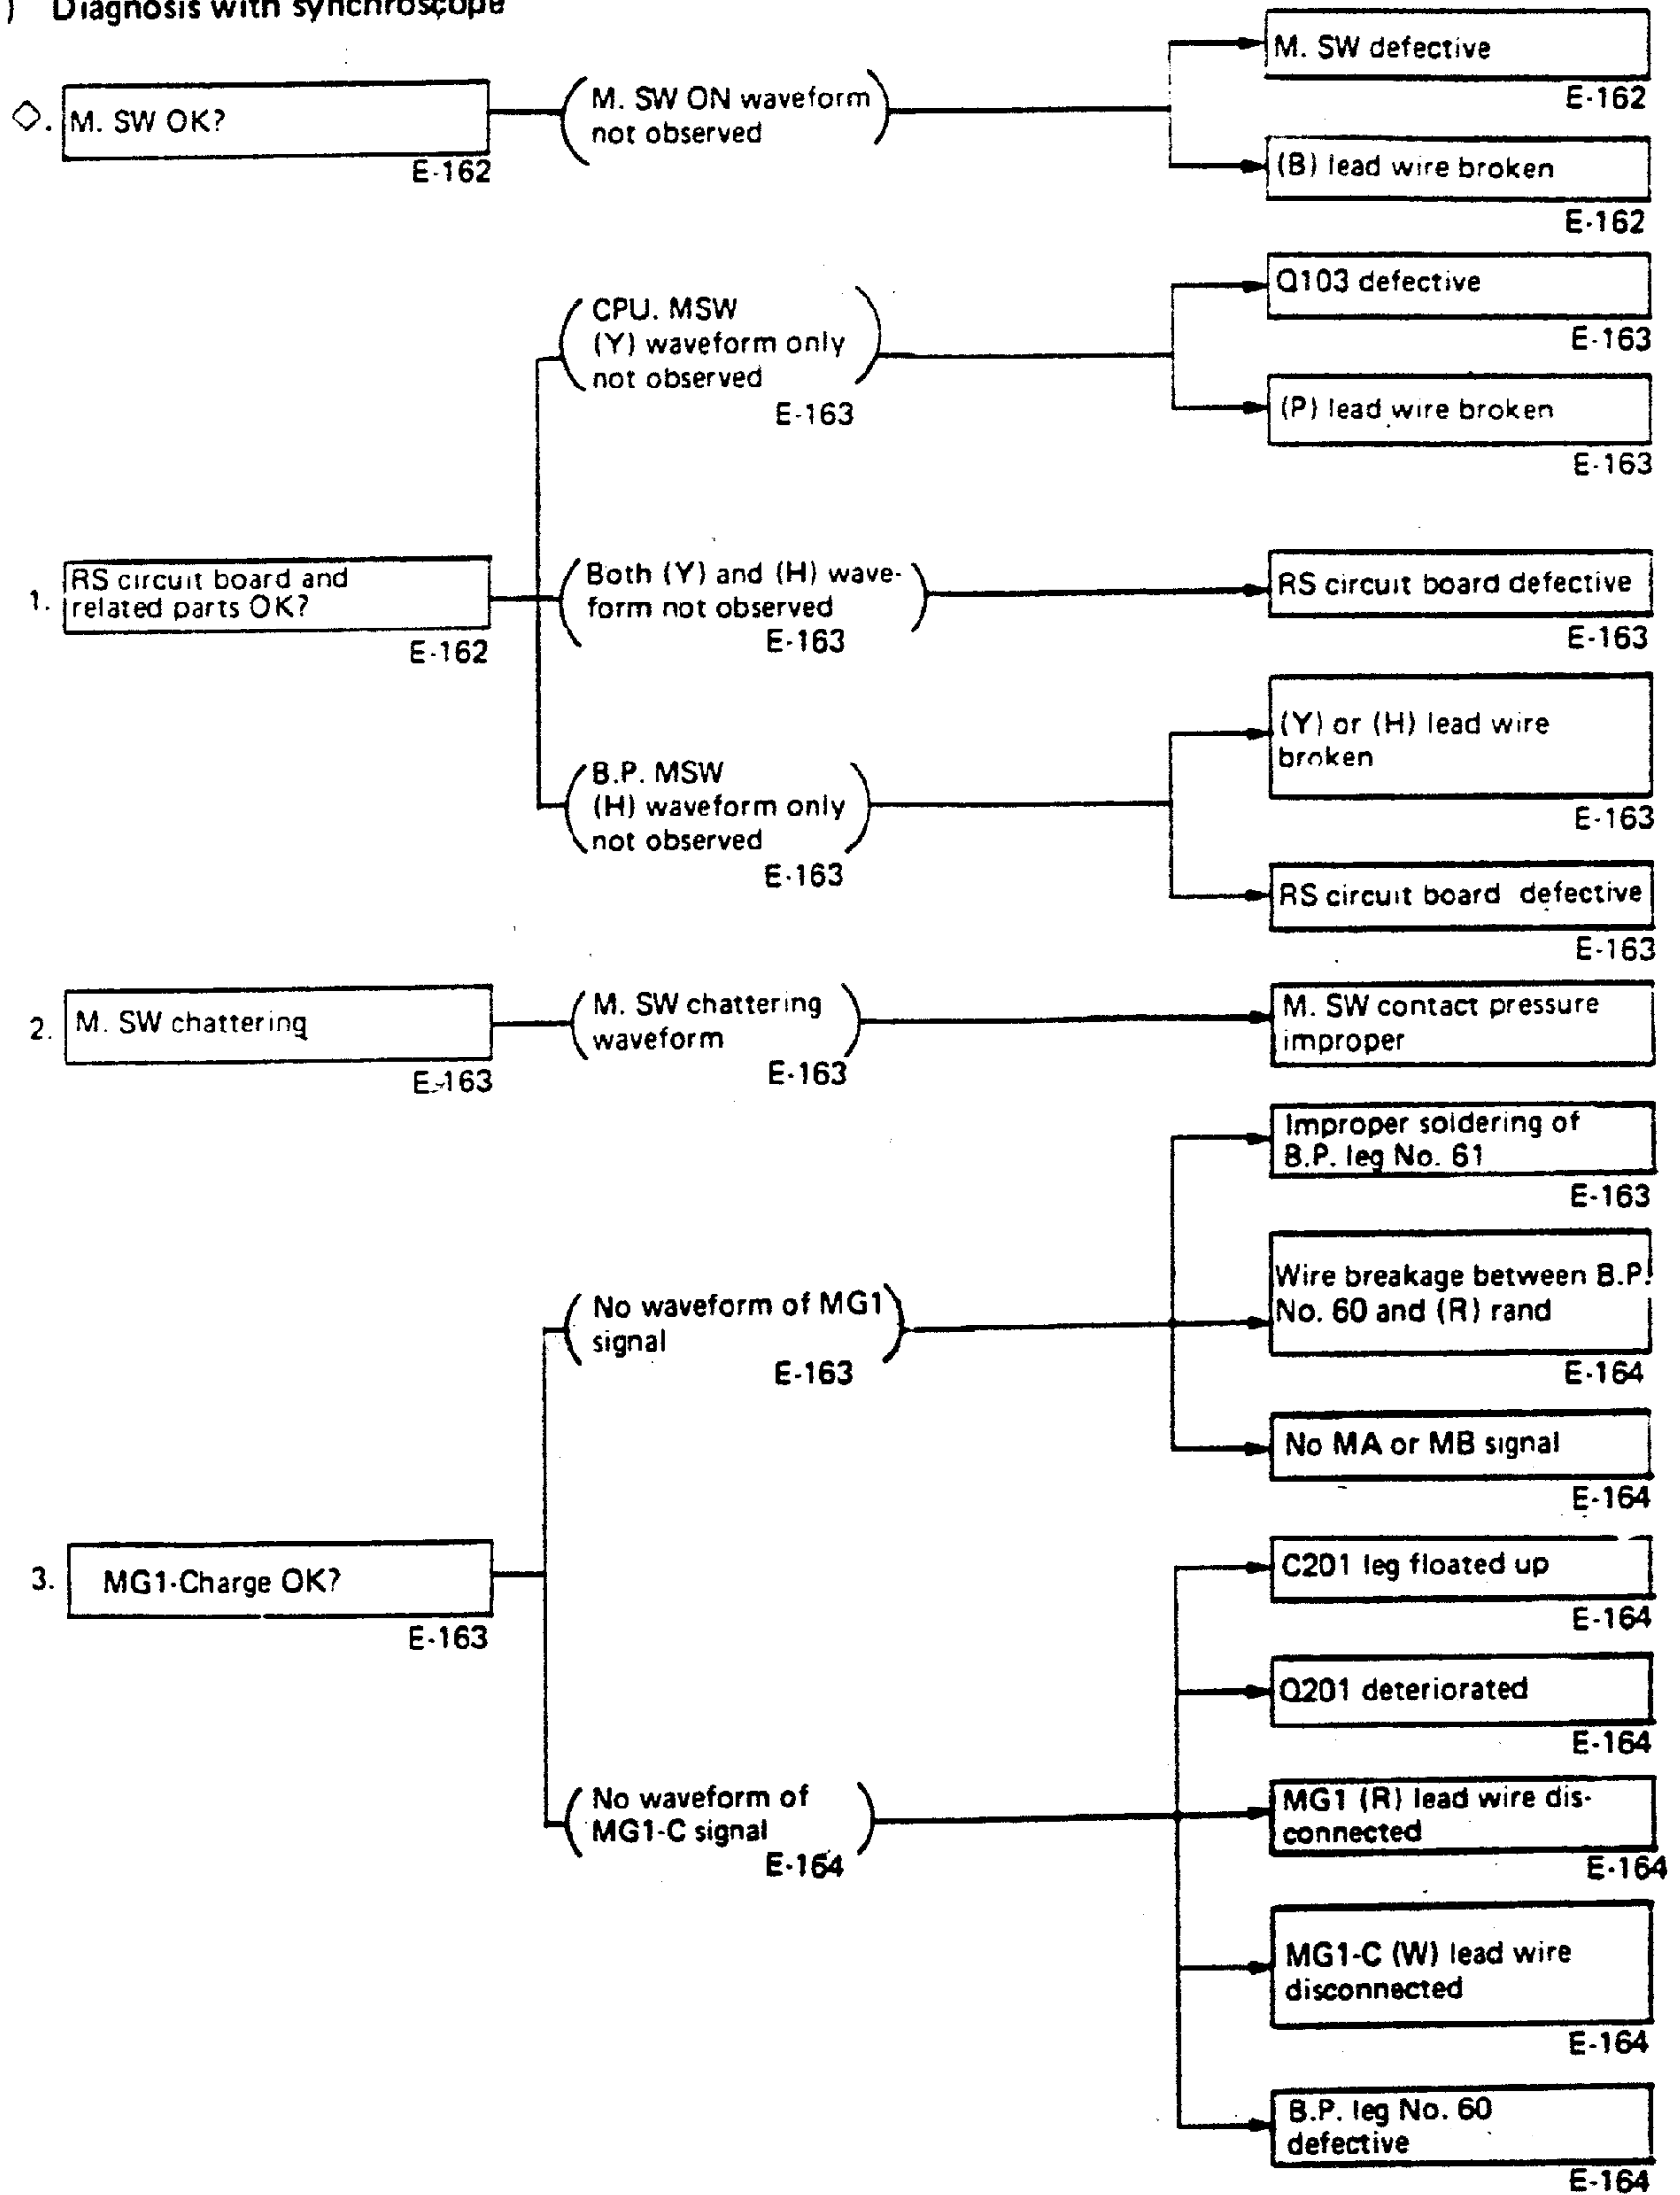 ) Diagnosis with synchroscope
◇. M. SW OK?
E-162
M. SW ON waveform
not observed
M. SW defective
E-162
(B) lead wire broken
E-162
1. RS circuit board and
related parts OK?
E-162
CPU. MSW
(Y) waveform only
not observed
E-163
Q103 defective
E-163
(P) lead wire broken
E-163
Both (Y) and (H) wave-
form not observed
E-163
RS circuit board defective
E-163
B.P. MSW
(H) waveform only
not observed
E-163
(Y) or (H) lead wire
broken
E-163
RS circuit board defective
E-163
2. M. SW chattering
E-163
M. SW chattering
waveform
E-163
M. SW contact pressure
improper
3. MG1-Charge OK?
E-163
No waveform of MG1
signal
E-163
Improper soldering of
B.P. leg No. 61
E-163
Wire breakage between B.P.
No. 60 and (R) rand
E-164
No MA or MB signal
E-164
No waveform of
MG1-C signal
E-164
C201 leg floated up
E-164
Q201 deteriorated
E-164
MG1 (R) lead wire dis-
connected
E-164
MG1-C (W) lead wire
disconnected
E-164
B.P. leg No. 60
defective
E-164